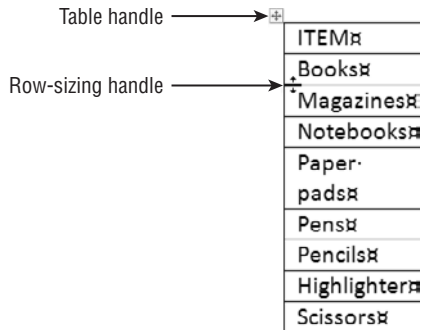 Table handle
ITEM¤
Books¤
Row-sizing handle
Magazines¤
Notebooks¤
Paper·
pads¤
Pens¤
Pencils¤
Highlighter¤
Scissors¤